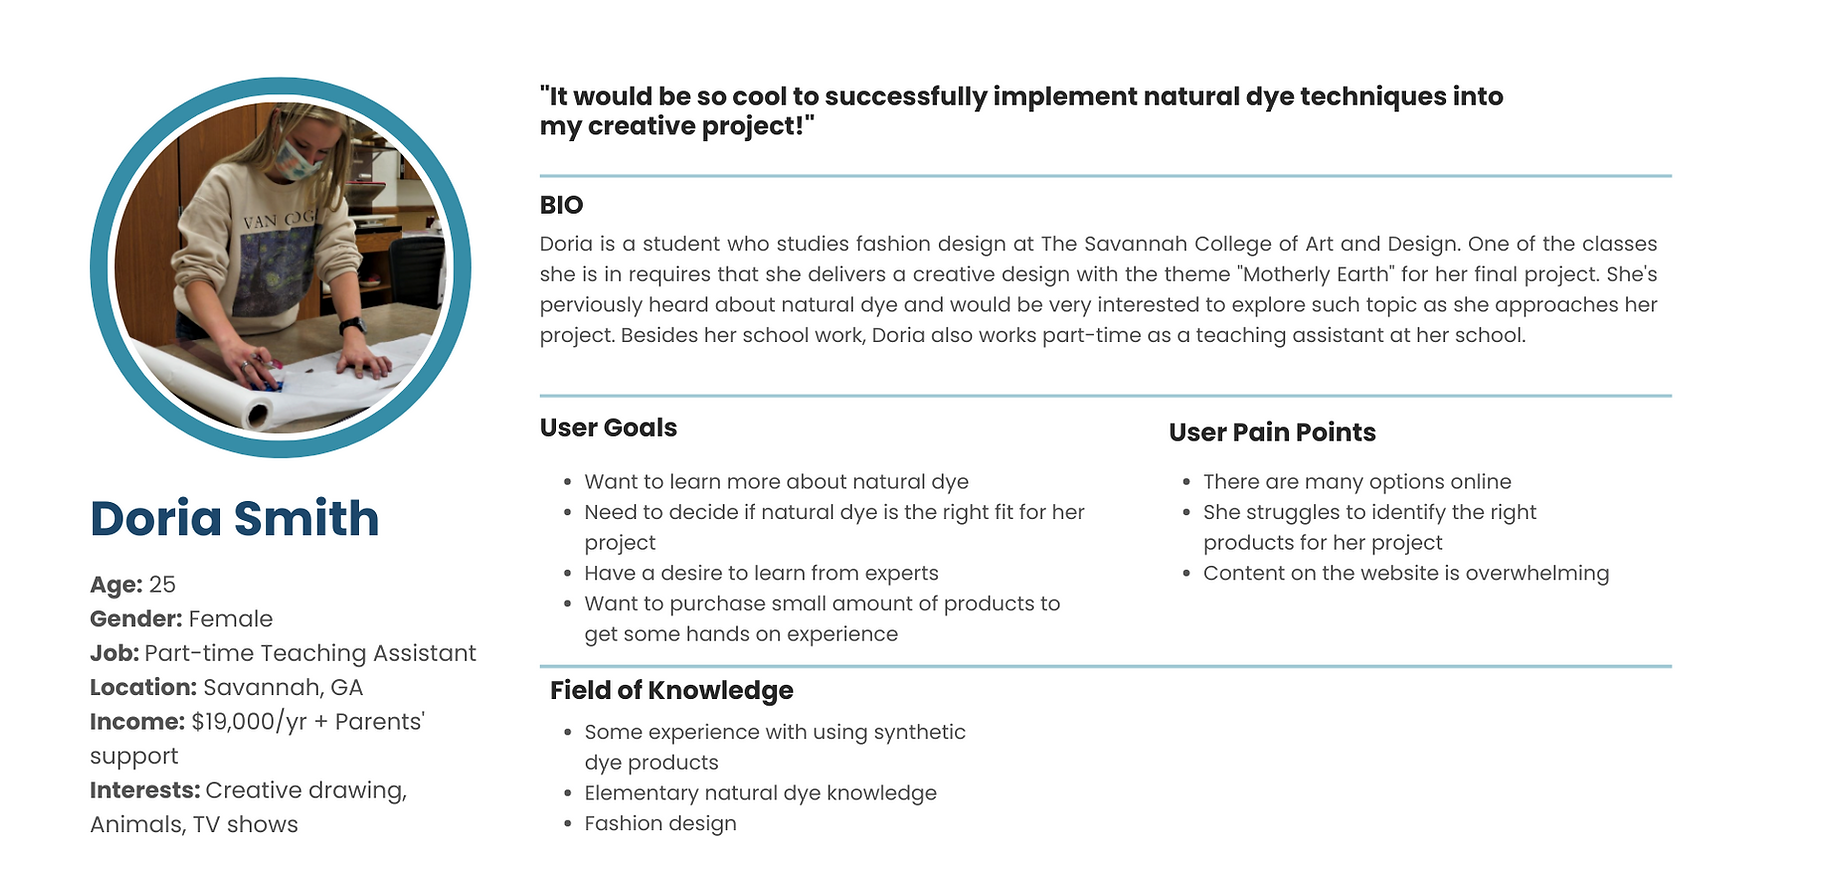 "It would be so cool to successfully implement natural dye techniques into
my creative project!"
BIO
Doria is a student who studies fashion design at The Savannah College of Art and Design. One of the classes
she is in requires that she delivers a creative design with the theme "Motherly Earth" for her final project. She's
perviously heard about natural dye and would be very interested to explore such topic as she approaches her
project. Besides her school work, Doria also works part-time as a teaching assistant at her school.
User Goals
• Want to learn more about natural dye
• Need to decide if natural dye is the right fit for her
project
• Have a desire to learn from experts
• Want to purchase small amount of products to
get some hands on experience
User Pain Points
• There are many options online
• She struggles to identify the right
products for her project
• Content on the website is overwhelming
Field of Knowledge
• Some experience with using synthetic
dye products
• Elementary natural dye knowledge
• Fashion design
VAN GOG
Doria Smith
Age: 25
Gender: Female
Job: Part-time Teaching Assistant
Location: Savannah, GA
Income: $19,000/yr + Parents'
support
Interests: Creative drawing,
Animals, TV shows